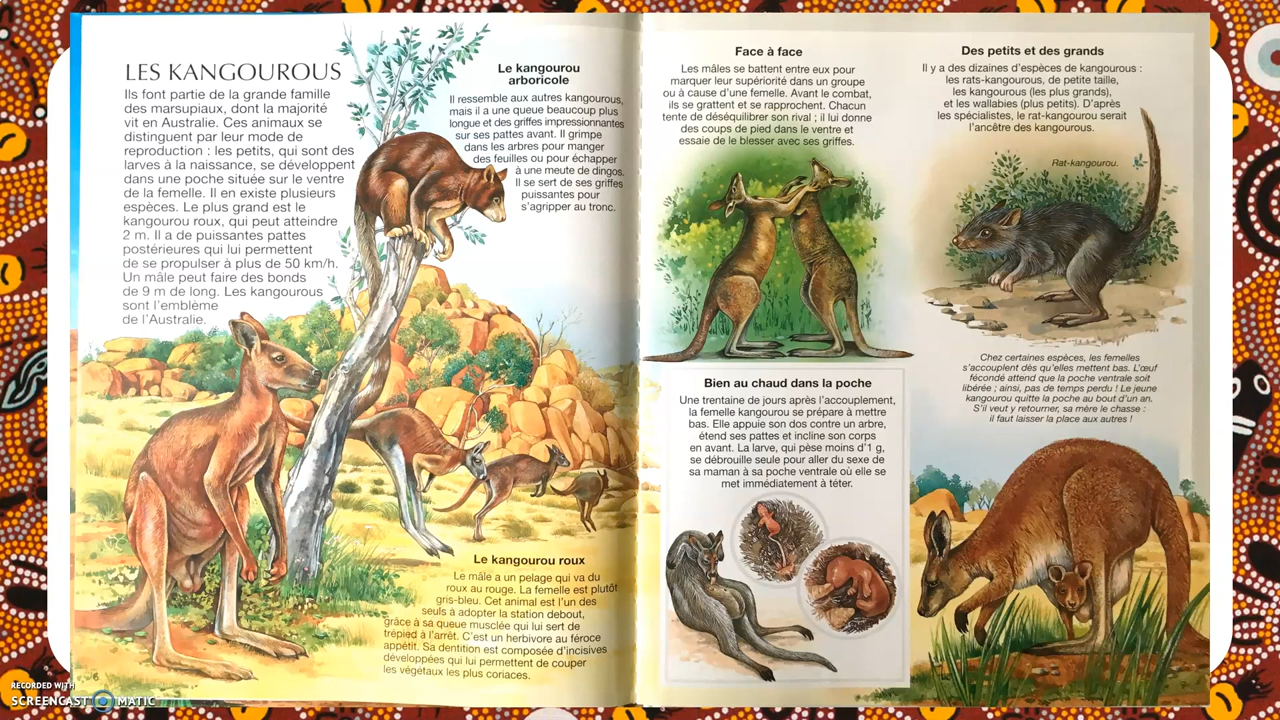 LES KANGOUROUS
Ils font partie de la grande famille
des marsupiaux, dont la majorité
vit en Australie. Ces animaux se
distinguent par leur mode de
reproduction : les petits, qui sont des
larves à la naissance, se développent
dans une poche située sur le ventre
de la femelle. Il en existe plusieurs
espèces. Le plus grand est le
kangourou roux, qui peut atteindre
2 m. Il a de puissantes pattes
postérieures qui lui permettent
de se propulser à plus de 50 km/h.
Un mâle peut faire des bonds
de 9 m de long. Les kangourous
sont l'emblème
de l'Australie.
Le kangourou
arboricole
Il ressemble aux autres kangourous,
mais il a une queue beaucoup plus
longue et des griffes impressionnantes
sur ses pattes avant. Il grimpe
dans les arbres pour manger
des feuilles ou pour échapper
à une meute de dingos.
Il se sert de ses griffes
puissantes pour
s'agripper au tronc.
Le kangourou roux
Le mâle a un pelage qui va du
roux au rouge. La femelle est plutôt
gris-bleu. Cet animal est l'un des
seuls à adopter la station debout,
grâce à sa queue musclée qui lui sert de
trépied à l'arrêt. C'est un herbivore au féroce
appétit. Sa dentition est composée d'incisives
développées qui lui permettent de couper
les végétaux les plus coriaces.
6
Face à face
Les mâles se battent entre eux pour
marquer leur supériorité dans un groupe
ou à cause d'une femelle. Avant le combat,
ils se grattent et se rapprochent. Chacun
tente de déséquilibrer son rival ; il lui donne
des coups de pied dans le ventre et
essaie de le blesser avec ses griffes.
Bien au chaud dans la poche
Une trentaine de jours après l'accouplement,
la femelle kangourou se prépare à mettre
bas. Elle appuie son dos contre un arbre,
étend ses pattes et incline son corps
en avant. La larve, qui pèse moins d'1 g,
se débrouille seule pour aller du sexe de
sa maman à sa poche ventrale où elle se
met immédiatement à téter.
Des petits et des grands
Il y a des dizaines d'espèces de kangourous :
les rats-kangourous, de petite taille,
les kangourous (les plus grands),
et les wallabies (plus petits). D'après
les spécialistes, le rat-kangourou serait
l'ancêtre des kangourous.
Rat-kangourou.
Chez certaines espèces, les femelles
s'accouplent dès qu'elles mettent bas. L'œuf
fécondé attend que la poche ventrale soit
libérée ; ainsi, pas de temps perdu ! Le jeune
kangourou quitte la poche au bout d'un an.
S'il veut y retourner, sa mère le chasse :
il faut laisser la place aux autres !
RECORDED WITH
SCREENCAST MATIC